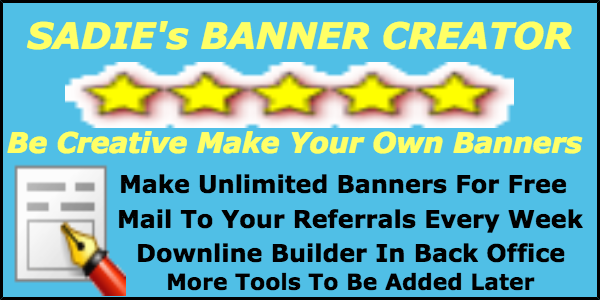 SADIE's BANNER CREATOR
Be Creative Make Your Own Banners
Make Unlimited Banners For Free
Mail To Your Referrals Every Week
Downline Builder In Back Office
More Tools To Be Added Later